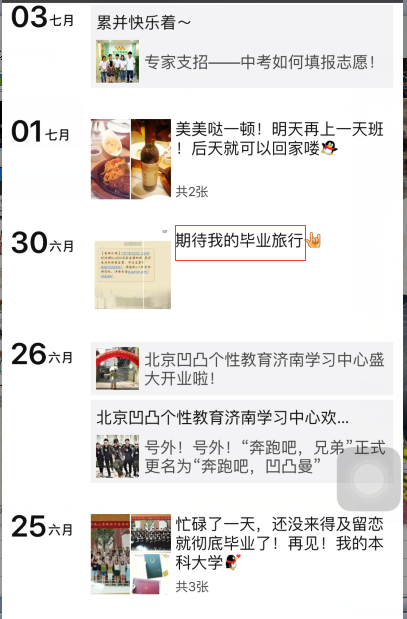 03七月
累并快乐着～
专家支招——中考如何填报志愿！
01七月
美美哒一顿！明天再上一天班
！后天就可以回家喽
共2张
30六月
期待我的毕业旅行
26六月
北京凹凸个性教育济南学习中心盛
大开业啦！
北京凹凸个性教育济南学习中心欢...
号外！号外！“奔跑吧，兄弟”正式
更名为“奔跑吧，凹凸曼”
25六月
忙碌了一天，还没来得及留恋
就彻底毕业了！再见！我的本
科大学
共3张